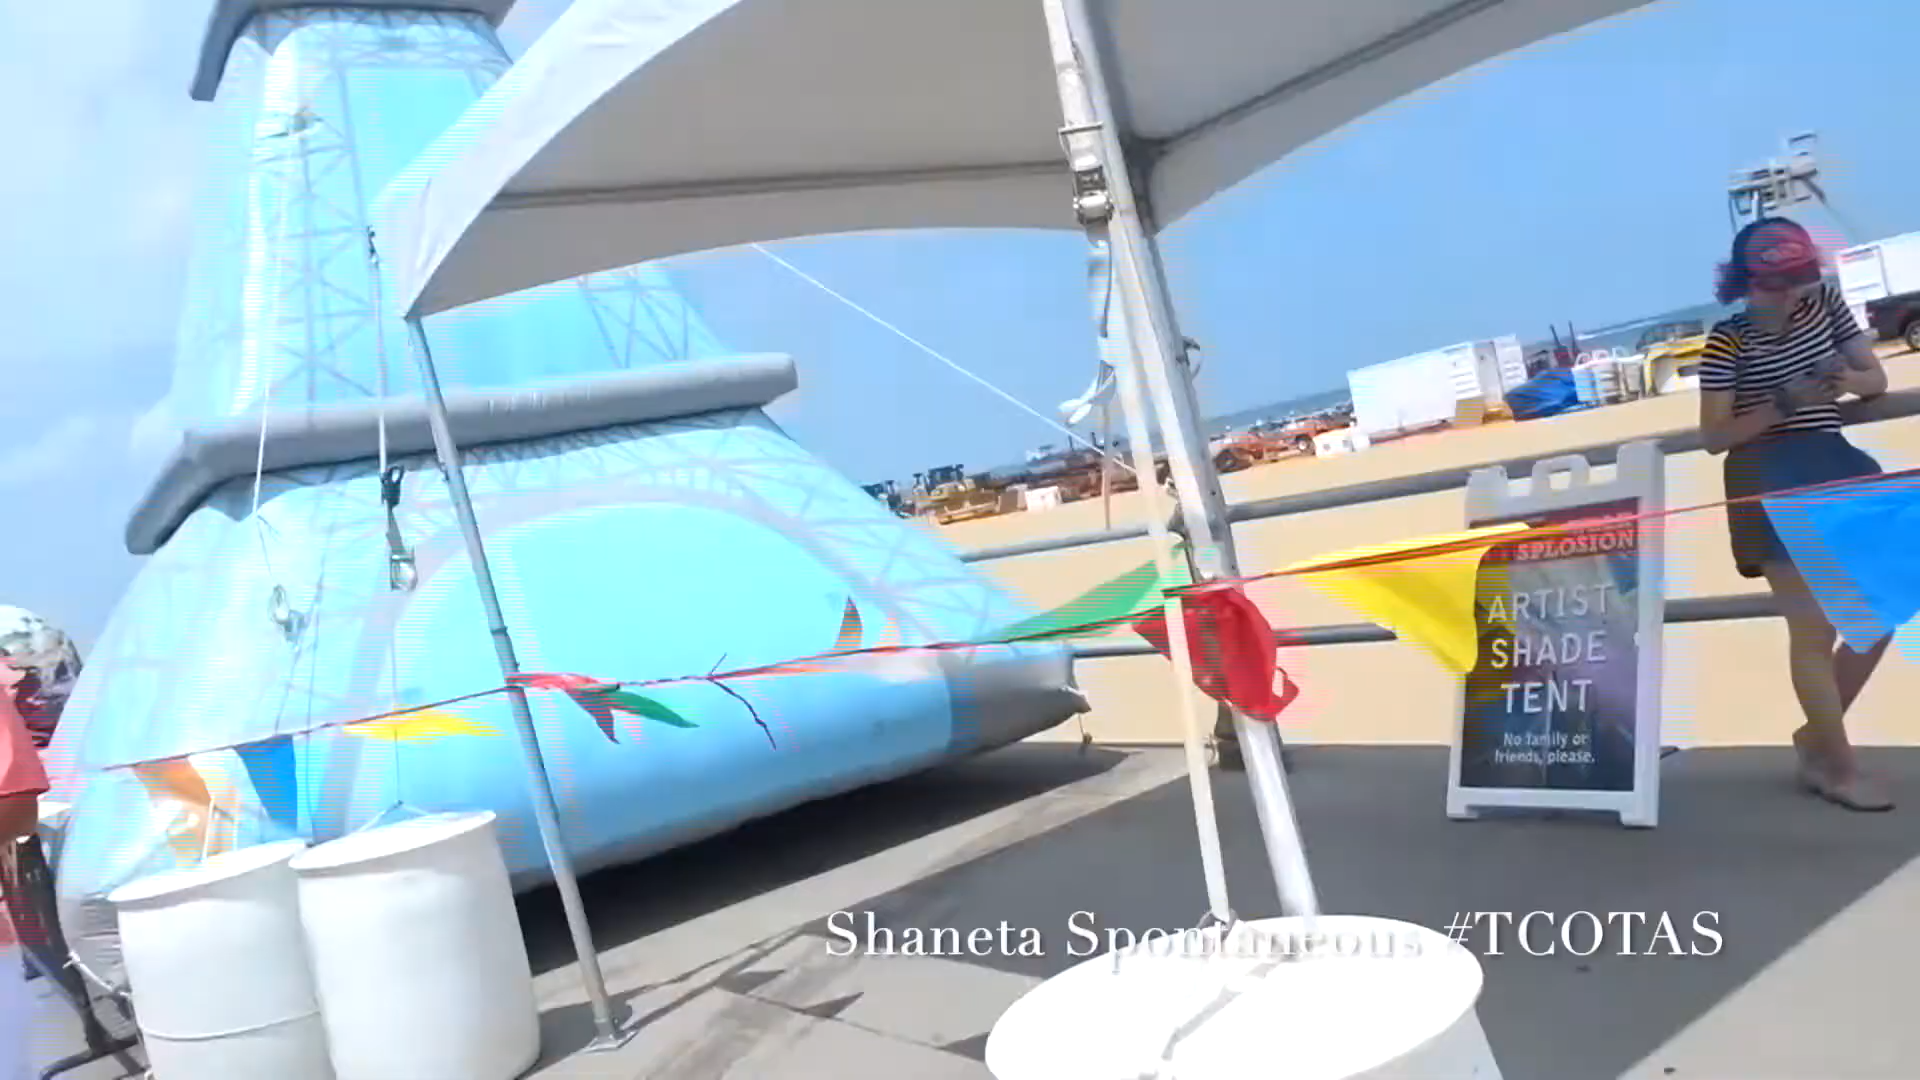 SPLOSION
ARTIST
SHADE
TENT
No family or
friends, please.
Shaneta Spontaneous #TCOTAS